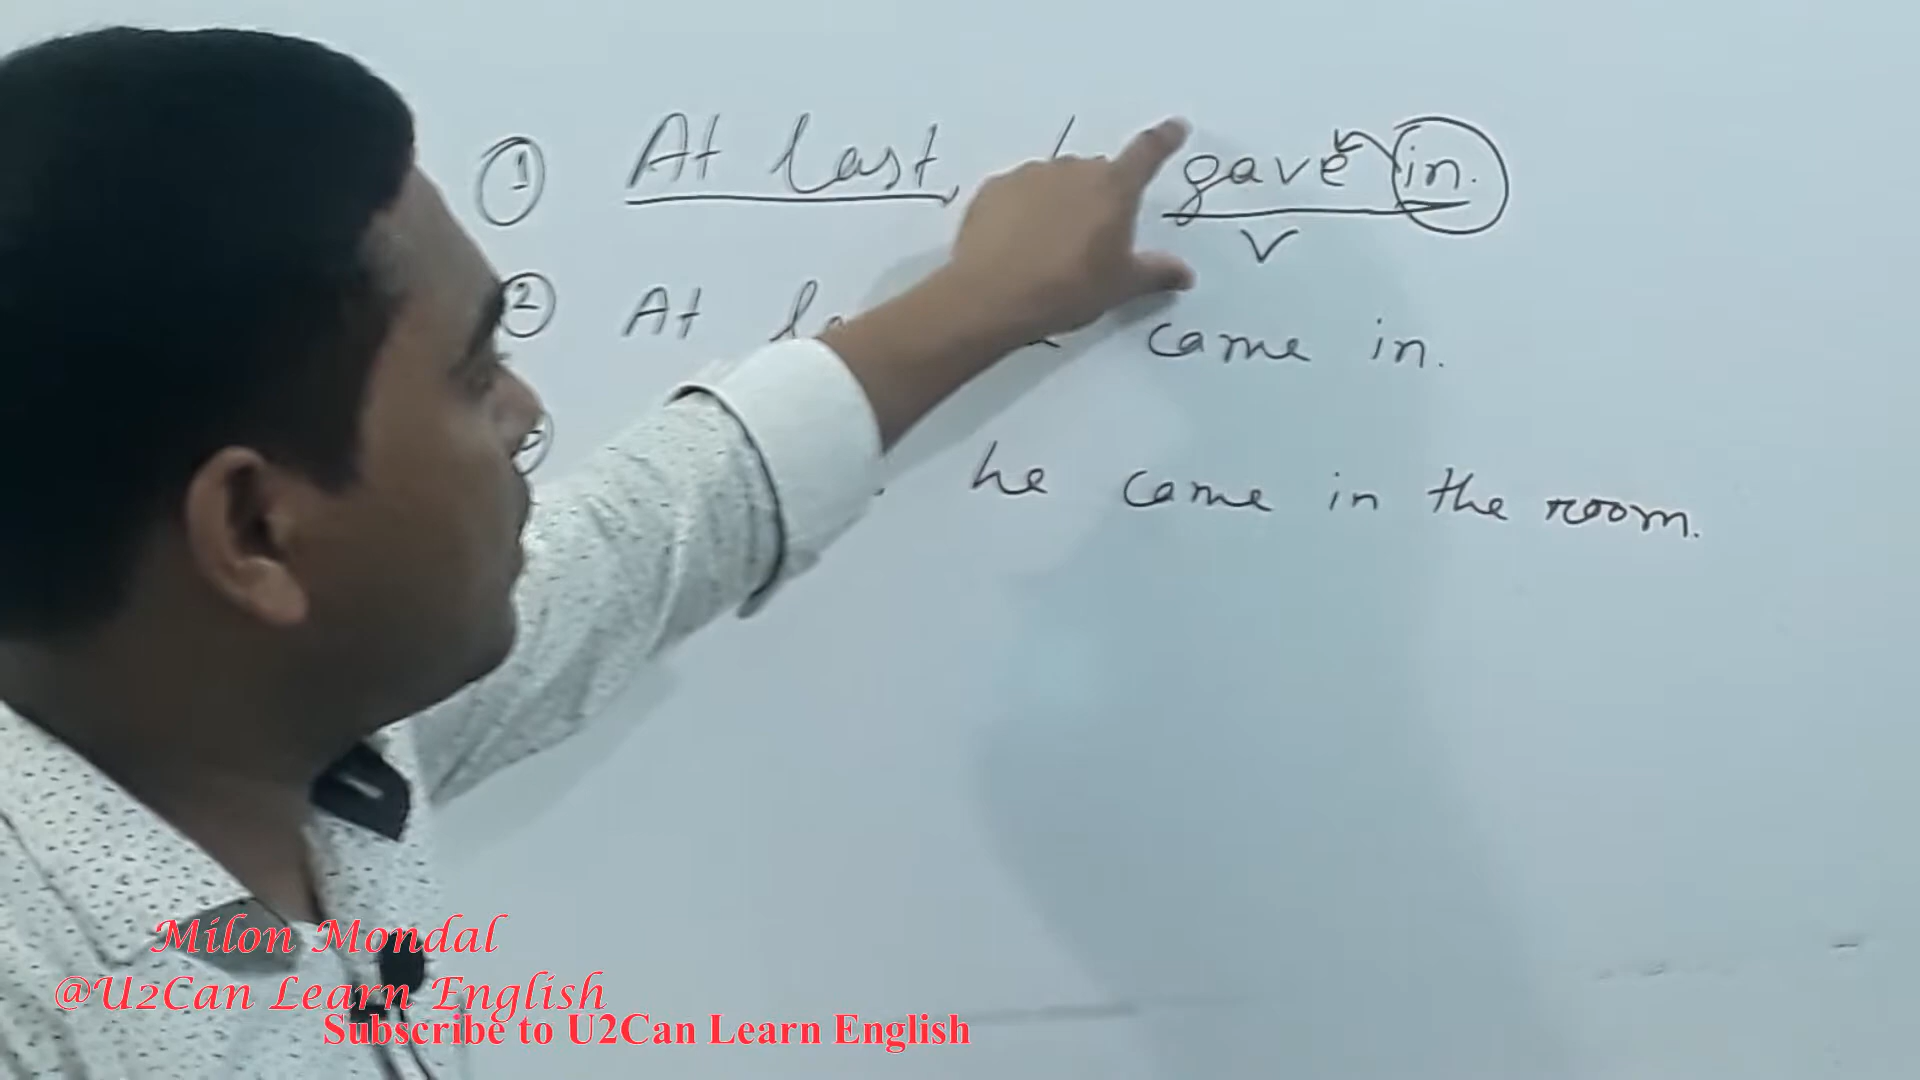 1 At last, gave in.
V
2 At came in.
he came in the room.
Milon Mondal
@U2Can Learn English
Subscribe to U2Can Learn English